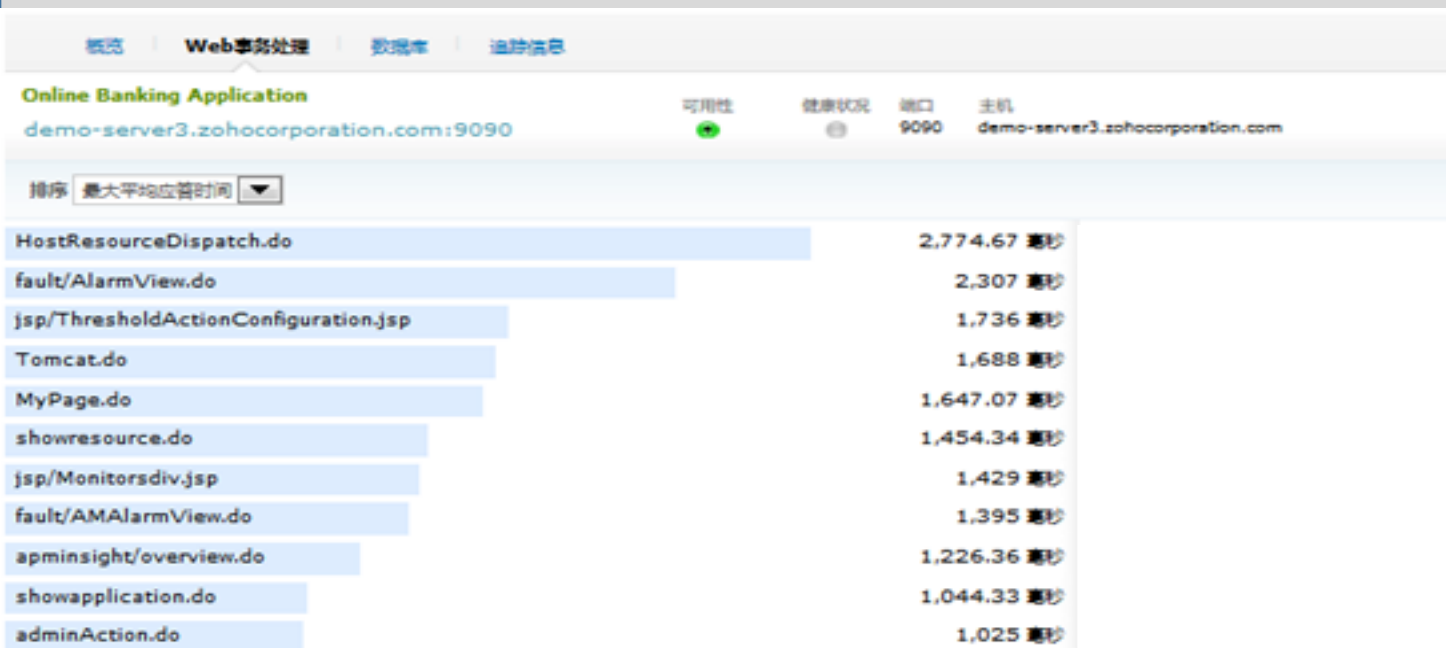 概览 Web事务处理 数据库 追踪信息
Online Banking Application
demo-server3.zohocorporation.com:9090
可用性 健康状况 端口 主机
9090 demo-server3.zohocorporation.com
排序 最大平均应答时间
HostResourceDispatch.do 2,774.67 毫秒
fault/AlarmView.do 2,307 毫秒
jsp/ThresholdActionConfiguration.jsp 1,736 毫秒
Tomcat.do 1,688 毫秒
MyPage.do 1,647.07 毫秒
showresource.do 1,454.34 毫秒
jsp/Monitorsdiv.jsp 1,429 毫秒
fault/AMAlarmView.do 1,395 毫秒
apminsight/overview.do 1,226.36 毫秒
showapplication.do 1,044.33 毫秒
adminAction.do 1,025 毫秒